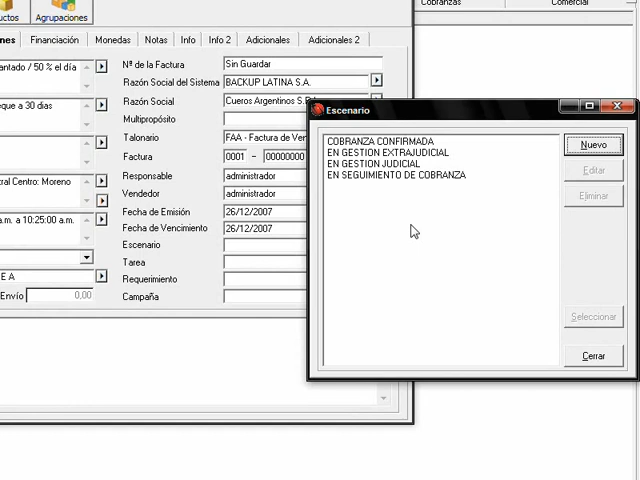 uctos Agrupaciones
Cobranzas Comercial
nes Financiación Monedas Notas Info Info 2 Adicionales Adicionales 2
antado / 50 % el día
Nº de la Factura Sin Guardar
Razón Social del Sistema BACKUP LATINA S.A.
eque a 30 dias
Razón Social Cueros Argentinos S.R.L.
Multipropósito
Talonario FAA - Factura de Ven
Factura 0001 - 00000000
tral Centro: Moreno
Responsable administrador
Vendedor administrador
a.m. a 10:25:00 a.m.
Fecha de Emisión 26/12/2007
Fecha de Vencimiento 26/12/2007
Escenario
Tarea
E A
Requerimiento
Envío 0,00
Campaña
Escenario
COBRANZA CONFIRMADA
EN GESTION EXTRAJUDICIAL
EN GESTION JUDICIAL
EN SEGUIMIENTO DE COBRANZA
Nuevo
Editar
Eliminar
Seleccionar
Cerrar